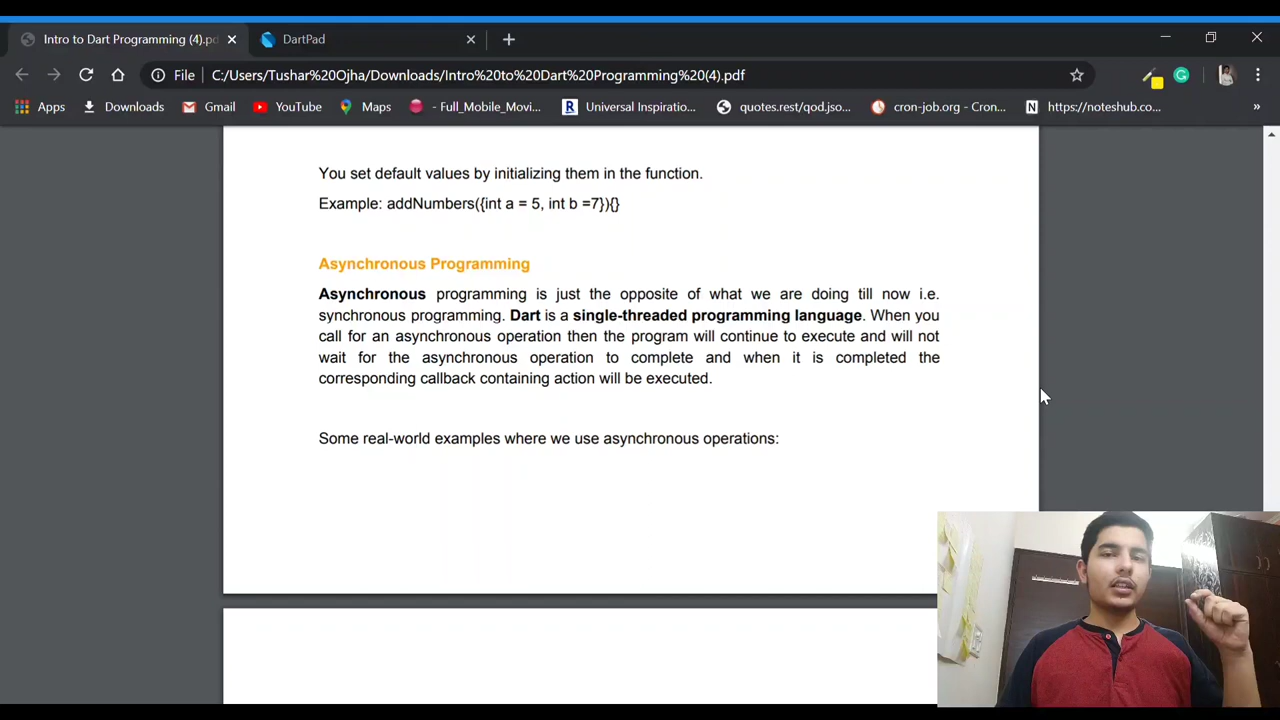 Intro to Dart Programming (4).pd
DartPad
File
C:/Users/Tushar%20Ojha/Downloads/Intro%20to%20Dart%20Programming%20(4).pdf
Apps
Downloads
Gmail
YouTube
Maps
- Full_Mobile_Movi...
Universal Inspiratio...
quotes.rest/qod.jso...
cron-job.org - Cron...
https://noteshub.co...
»
You set default values by initializing them in the function.
Example: addNumbers({int a = 5, int b =7}){}
Asynchronous Programming
Asynchronous programming is just the opposite of what we are doing till now i.e.
synchronous programming. Dart is a single-threaded programming language. When you
call for an asynchronous operation then the program will continue to execute and will not
wait for the asynchronous operation to complete and when it is completed the
corresponding callback containing action will be executed.
Some real-world examples where we use asynchronous operations: